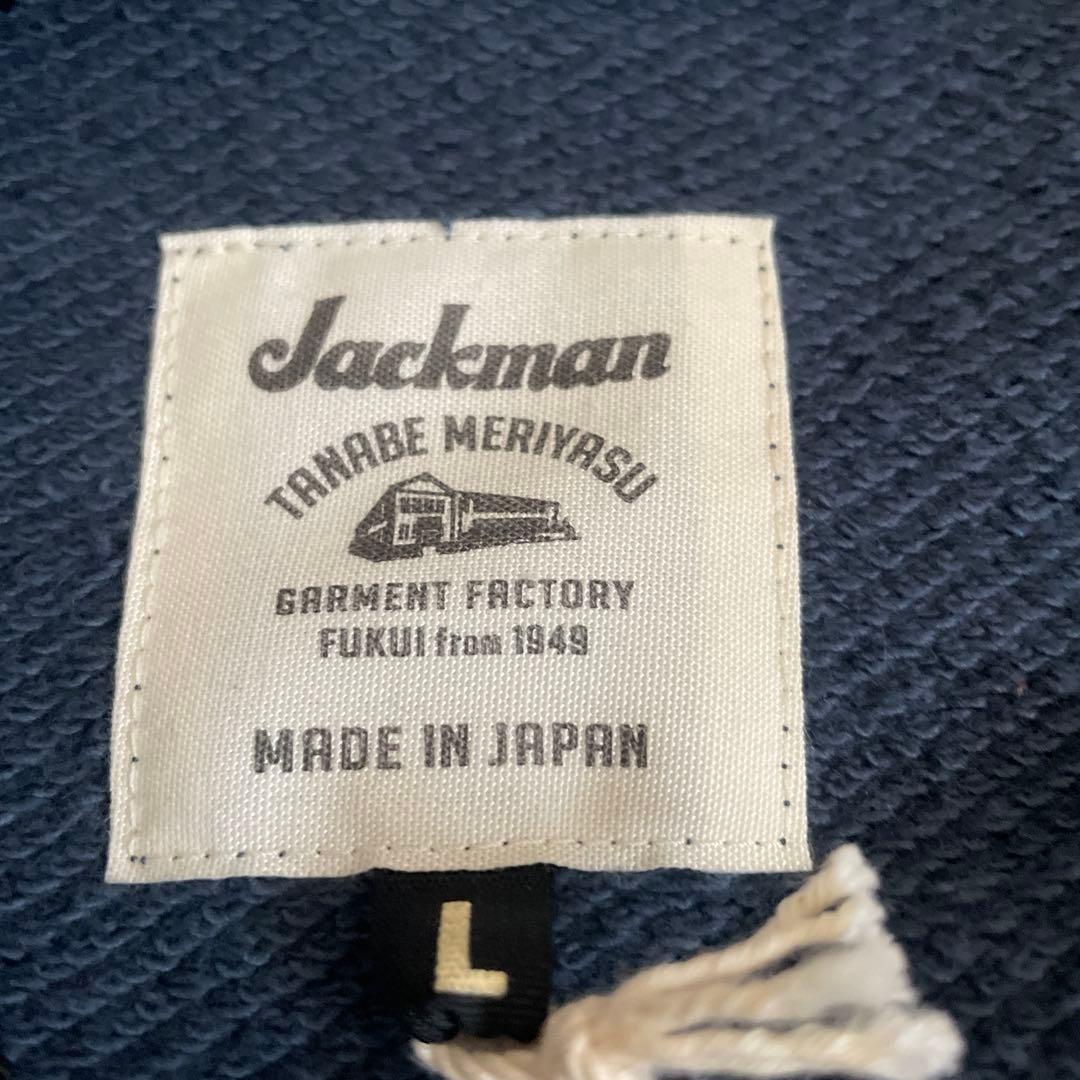 Jackman
TANABE MERIYASU
GARMENT FACTORY
FUKUI from 1949
MADE IN JAPAN
L